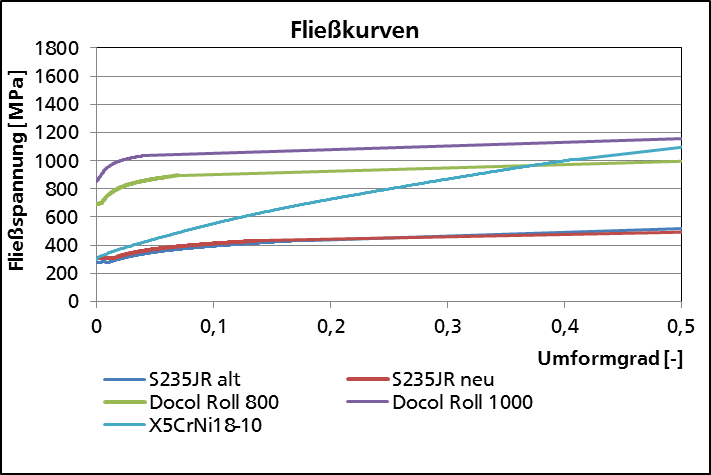 Fließkurven
Fließspannung [MPa]
1800
1600
1400
1200
1000
800
600
400
200
0
0 0,1 0,2 0,3 0,4 0,5
Umformgrad [-]
S235JR alt S235JR neu
Docol Roll 800 Docol Roll 1000
X5CrNi18-10